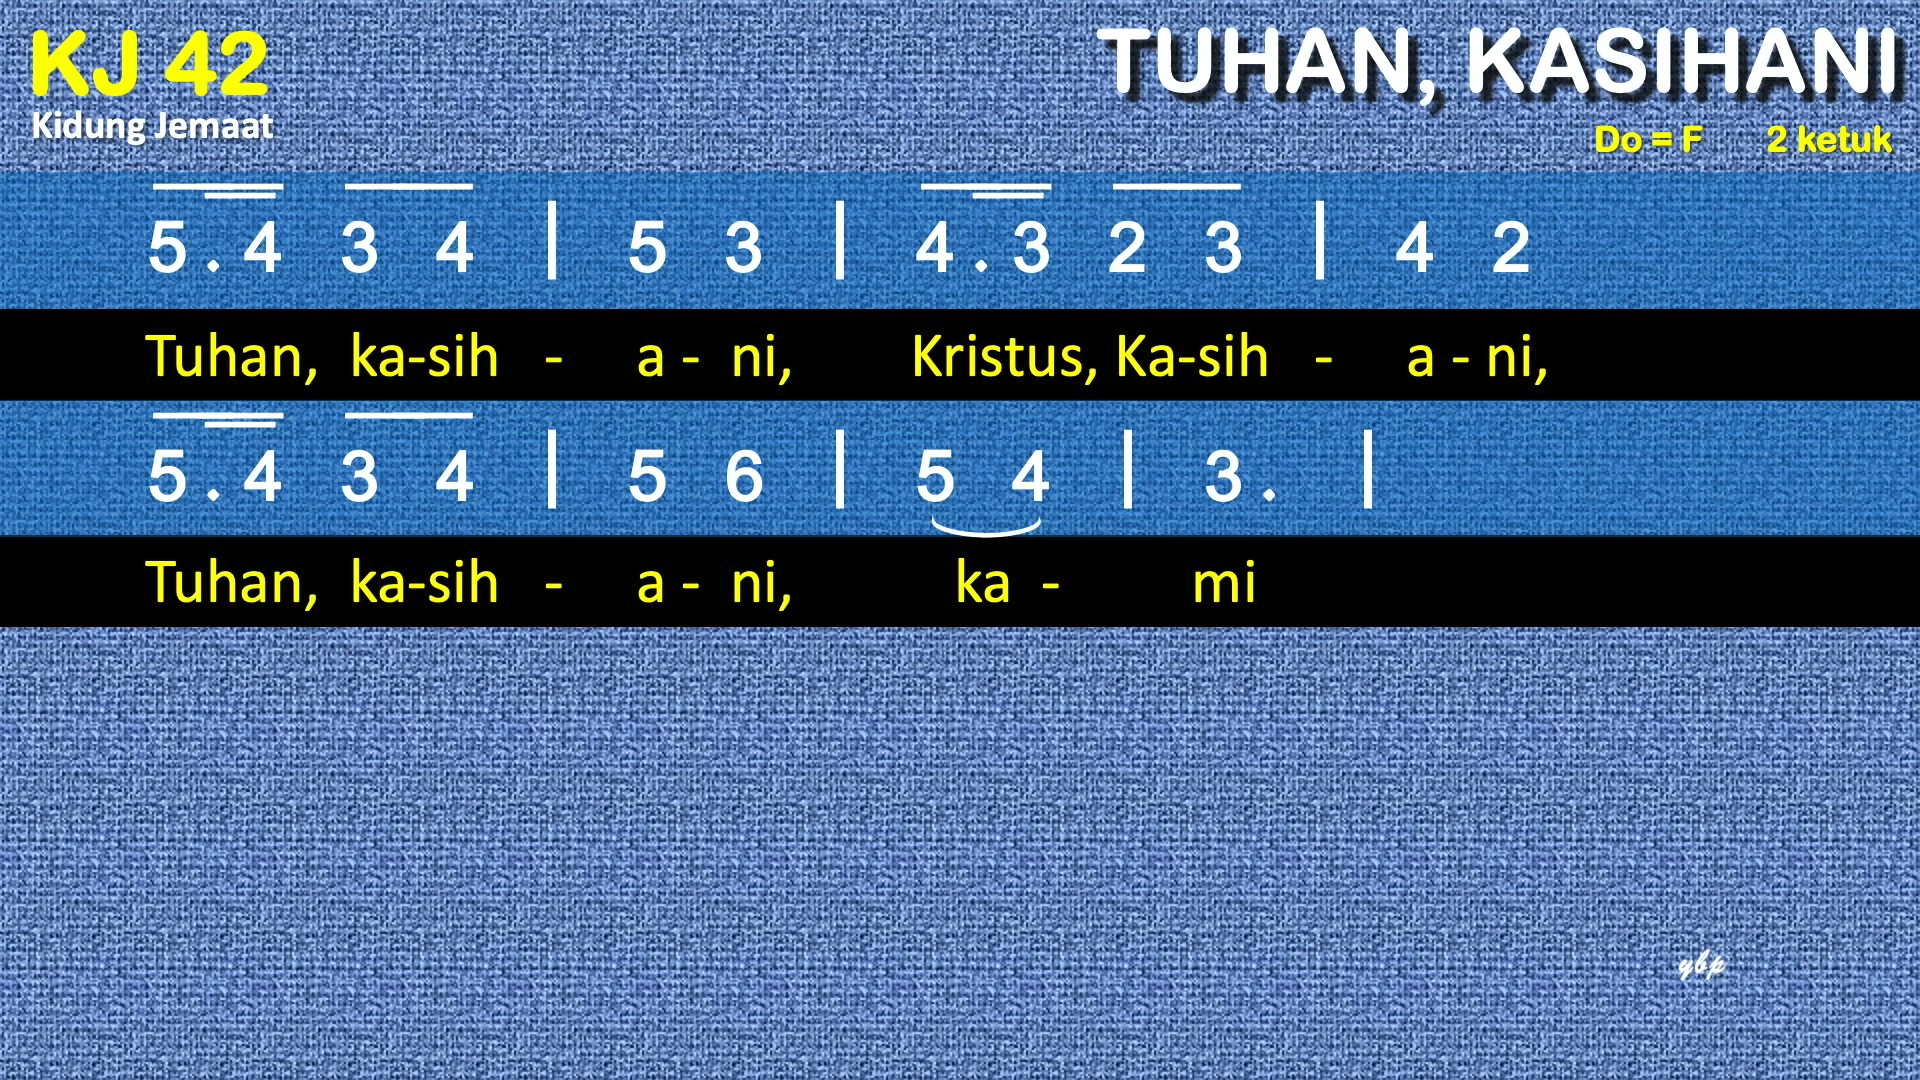 KJ 42
TUHAN, KASIHANI
Kidung Jemaat
Do = F 2 ketuk
5 . 4 3 4 | 5 3 | 4 . 3 2 3 | 4 2
Tuhan, ka-sih - a - ni, Kristus, Ka-sih - a - ni,
5 . 4 3 4 | 5 6 | 5 4 | 3 . |
Tuhan, ka-sih - a - ni, ka - mi
ybp